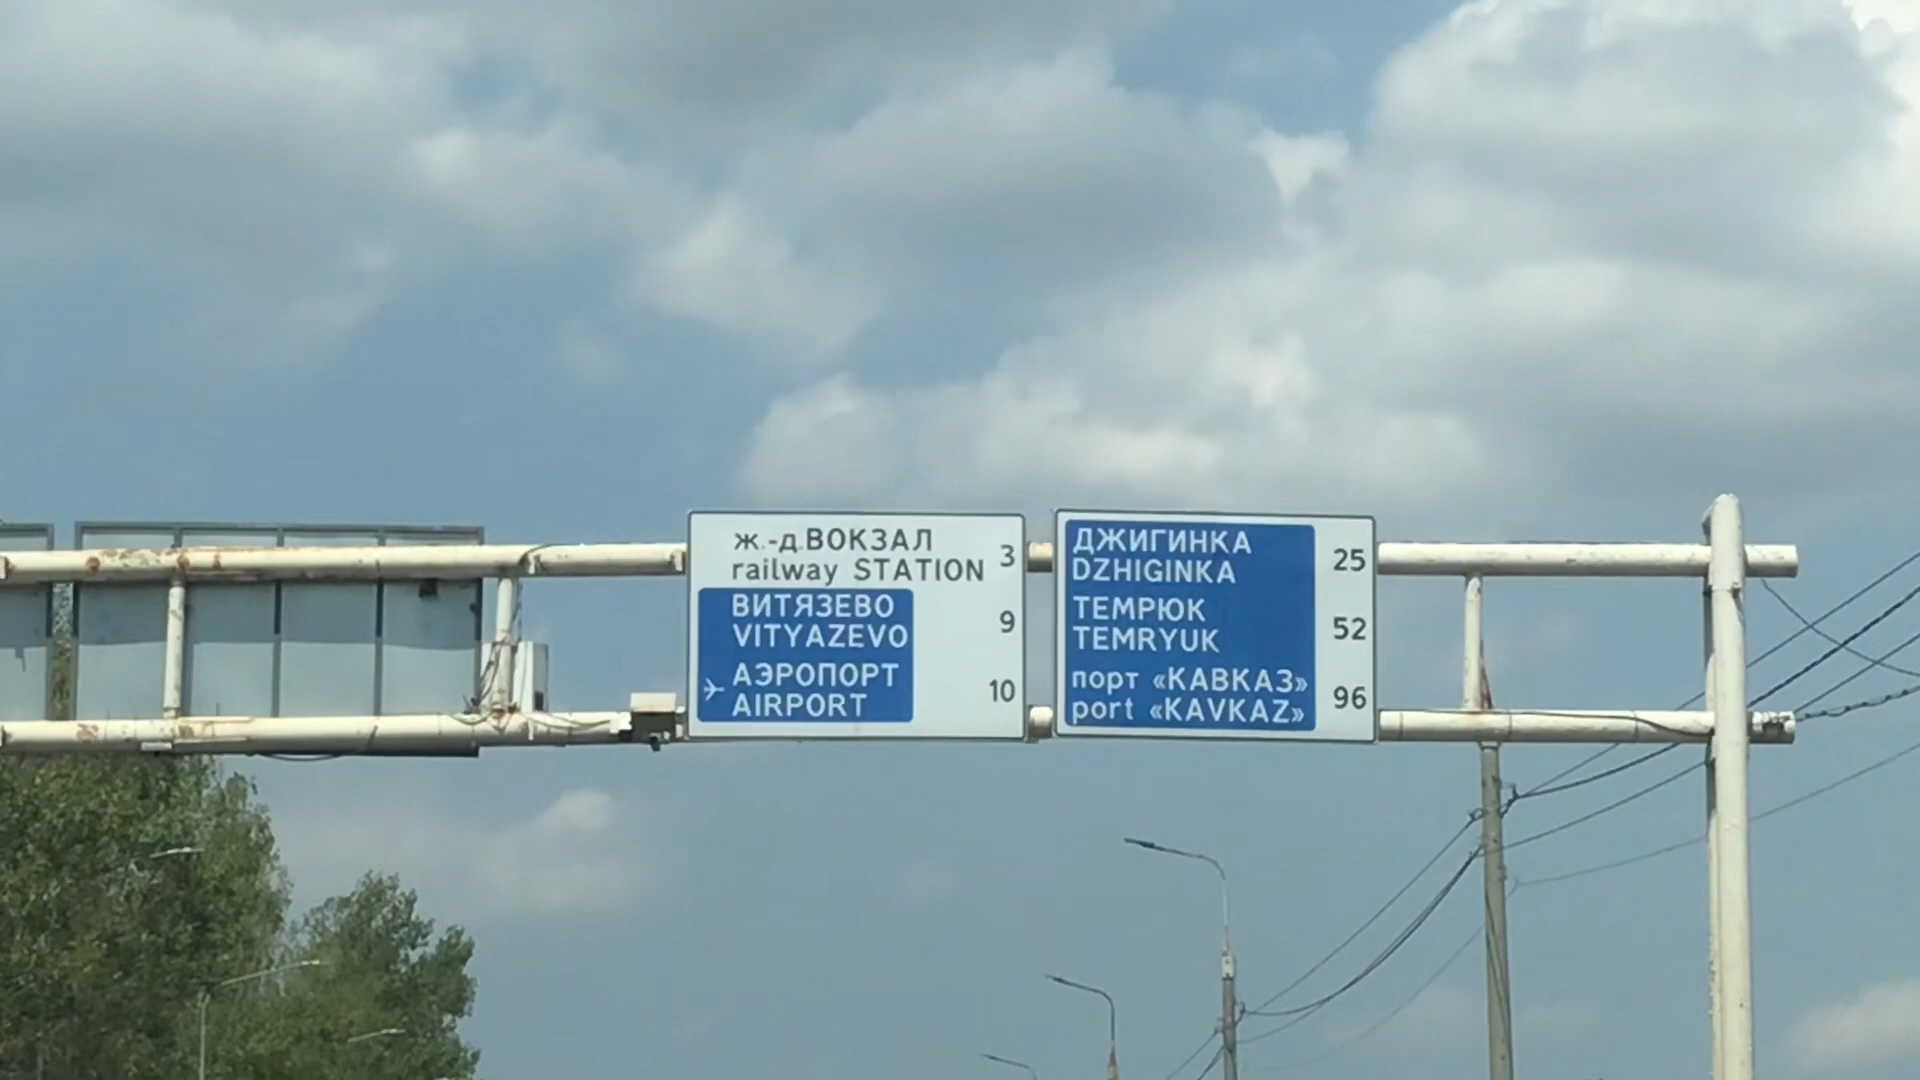 ж.-д.ВОКЗАЛ
railway STATION 3
ВИТЯЗЕВО
VITYAZEVO 9
АЭРОПОРТ
AIRPORT 10
ДЖИГИНКА
DZHIGINKA 25
ТЕМРЮК
TEMRYUK 52
порт «КАВКАЗ»
port «KAVKAZ» 96